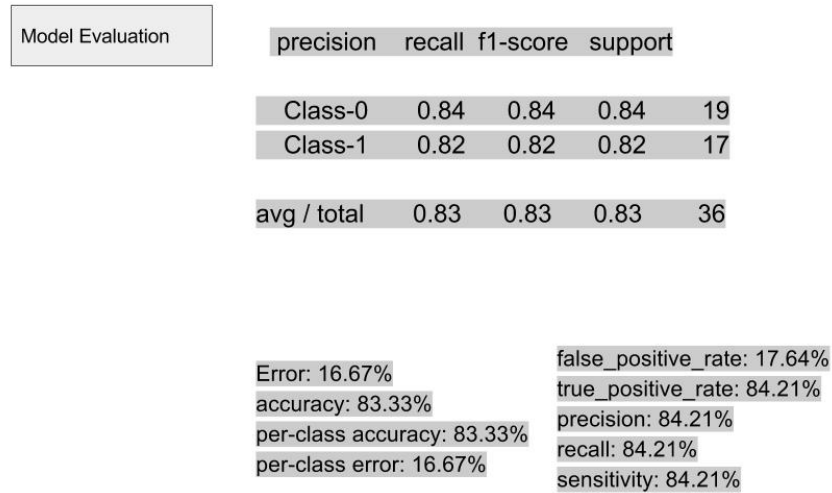 Model Evaluation
precision recall f1-score support
Class-0 0.84 0.84 0.84 19
Class-1 0.82 0.82 0.82 17
avg / total 0.83 0.83 0.83 36
Error: 16.67%
accuracy: 83.33%
per-class accuracy: 83.33%
per-class error: 16.67%
false_positive_rate: 17.64%
true_positive_rate: 84.21%
precision: 84.21%
recall: 84.21%
sensitivity: 84.21%